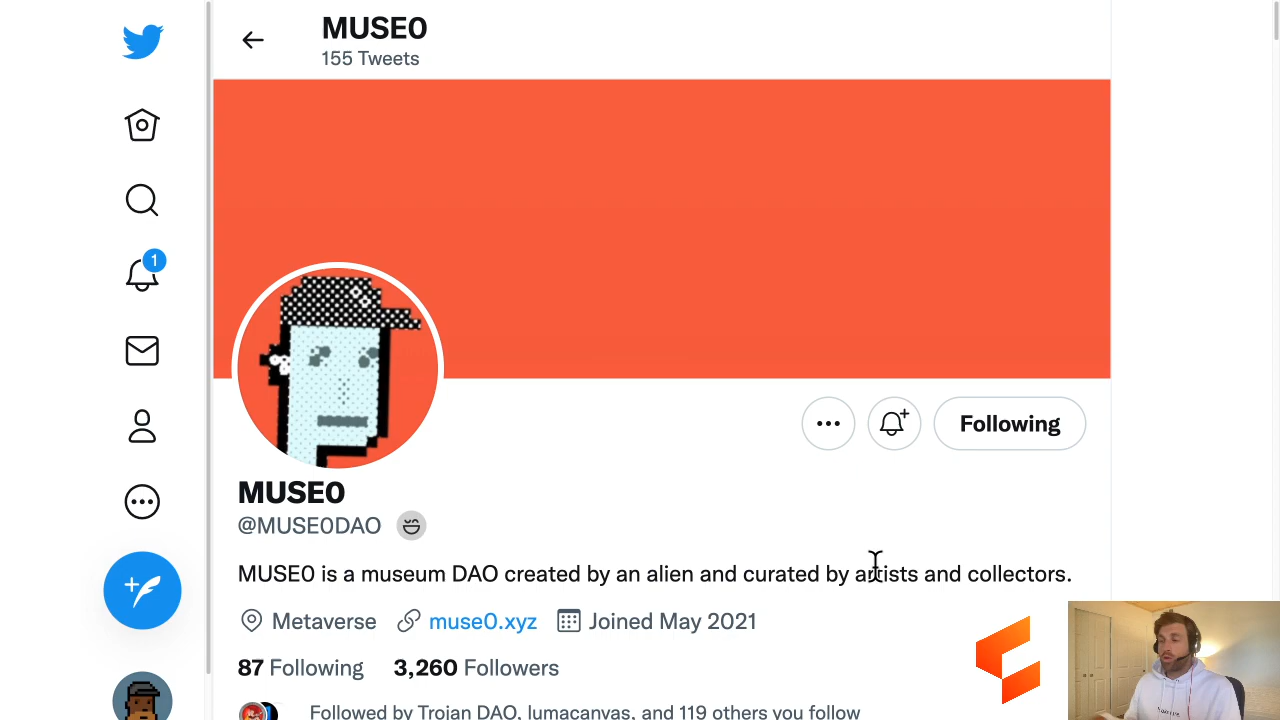 MUSE0
155 Tweets
1
Following
MUSE0
@MUSE0DAO
MUSE0 is a museum DAO created by an alien and curated by artists and collectors.
Metaverse muse0.xyz Joined May 2021
87 Following 3,260 Followers
Followed by Trojan DAO, lumacanvas, and 119 others you follow